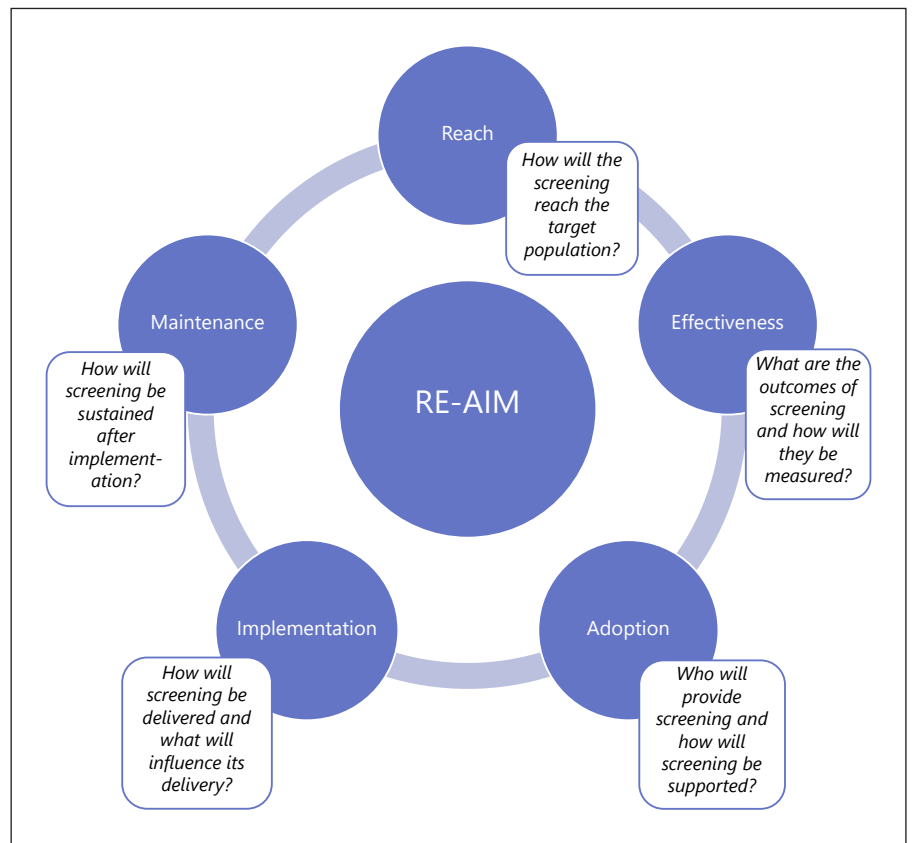 Reach
How will the
screening
reach the
target
population?
Effectiveness
What are the
outcomes of
screening
and how will
they be
measured?
Adoption
Who will
provide
screening and
how will
screening be
supported?
Implementation
How will
screening be
delivered and
what will
influence its
delivery?
Maintenance
How will
screening be
sustained
after
implement-
ation?
RE-AIM